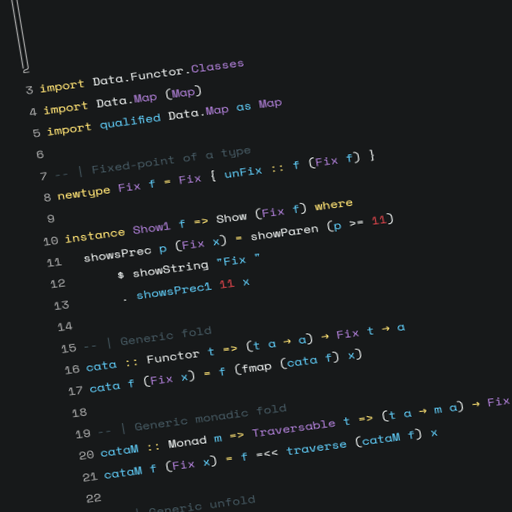 2
3 import Data.Functor.Classes
4 import Data.Map (Map)
5 import qualified Data.Map as Map
6
7 -- | Fixed-point of a type
8 newtype Fix f = Fix { unFix :: f (Fix f) }
9
10 instance Show1 f => Show (Fix f) where
11 showsPrec p (Fix x) = showParen (p >= 11)
12 $ showString "Fix "
13 . showsPrec1 11 x
14
15 -- | Generic fold
16 cata :: Functor t => (t a → a) → Fix t → a
17 cata f (Fix x) = f (fmap (cata f) x)
18
19 -- | Generic monadic fold
20 cataM :: Monad m => Traversable t => (t a → m a) → Fix
21 cataM f (Fix x) = f =<< traverse (cataM f) x
22
| Generic unfold